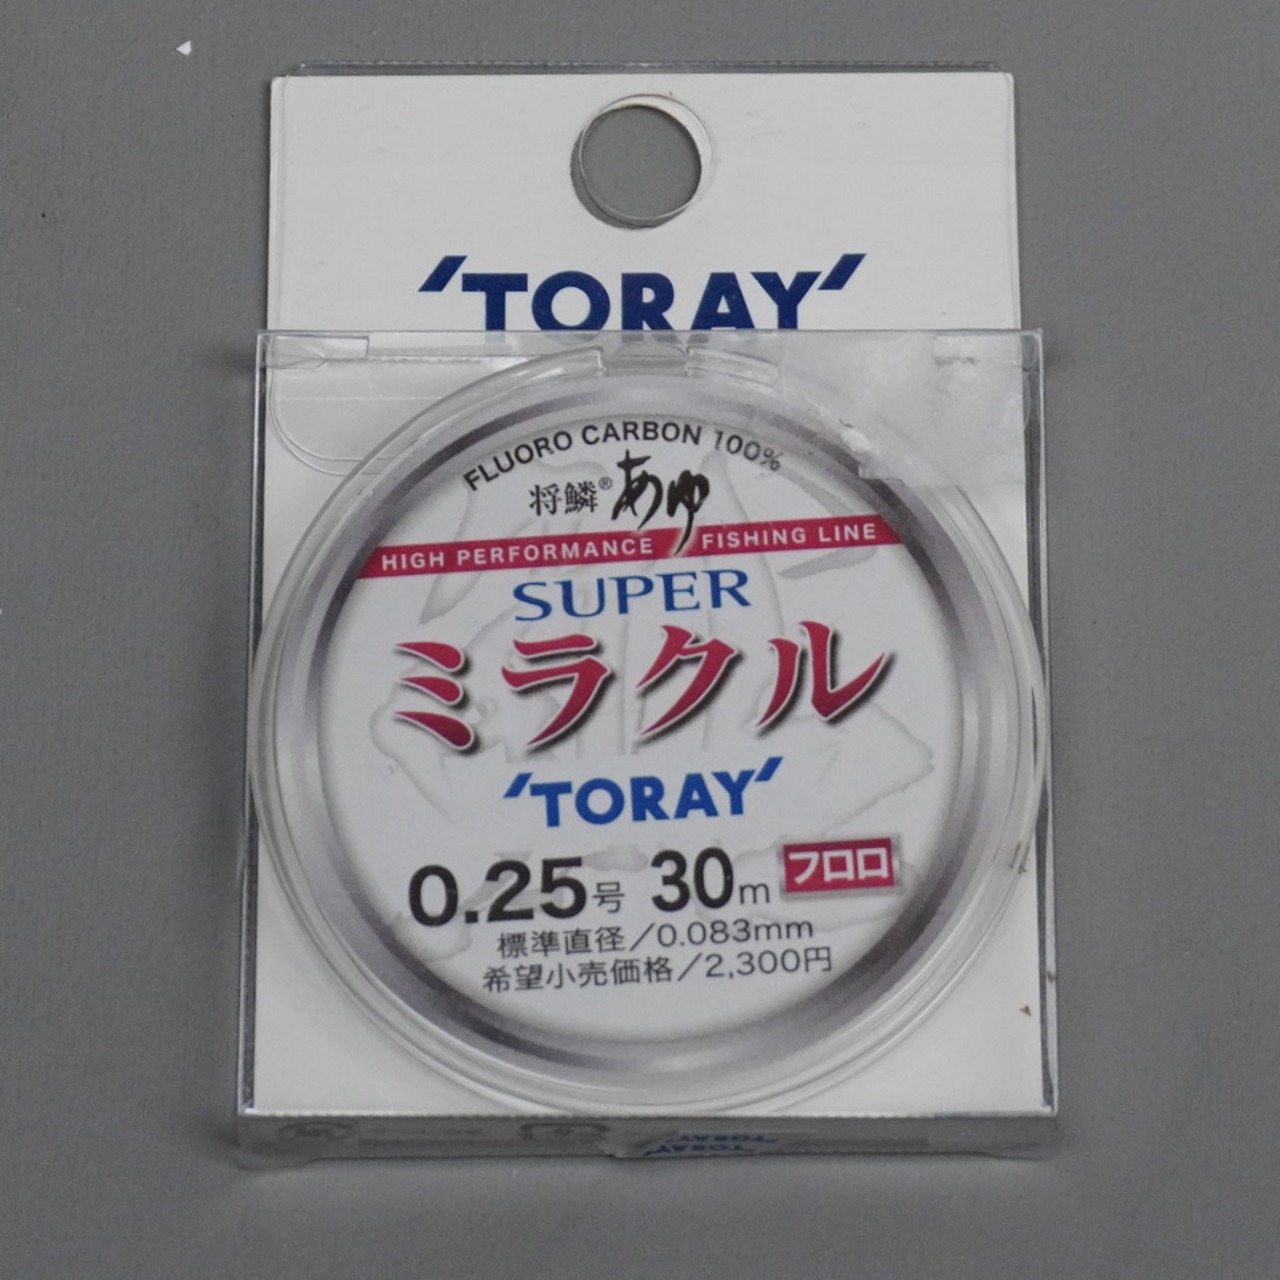 'TORAY'
FLUORO CARBON 100%
将鱗® あゆ
HIGH PERFORMANCE FISHING LINE
SUPER
ミラクル
'TORAY'
0.25号 30m フロロ
標準直径/0.083mm
希望小売価格/2,300円
TORAY
TORAY